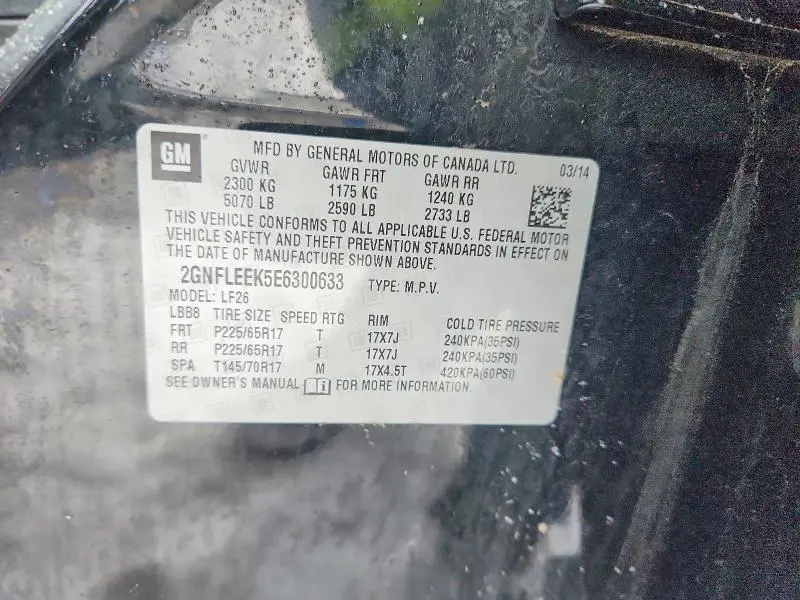 GM
MFD BY GENERAL MOTORS OF CANADA LTD. 03/14
GVWR GAWR FRT GAWR RR
2300 KG 1175 KG 1240 KG
5070 LB 2590 LB 2733 LB
THIS VEHICLE CONFORMS TO ALL APPLICABLE U.S. FEDERAL MOTOR
VEHICLE SAFETY AND THEFT PREVENTION STANDARDS IN EFFECT ON
THE DATE OF MANUFACTURE SHOWN ABOVE.
2GNFLEEK5E6300633 TYPE: M.P.V.
MODEL: LF26
LBB8 TIRE SIZE SPEED RTG RIM COLD TIRE PRESSURE
FRT P225/65R17 T 17X7J 240KPA(35PSI)
RR P225/65R17 T 17X7J 240KPA(35PSI)
SPA T145/70R17 M 17X4.5T 420KPA(60PSI)
SEE OWNER'S MANUAL FOR MORE INFORMATION.